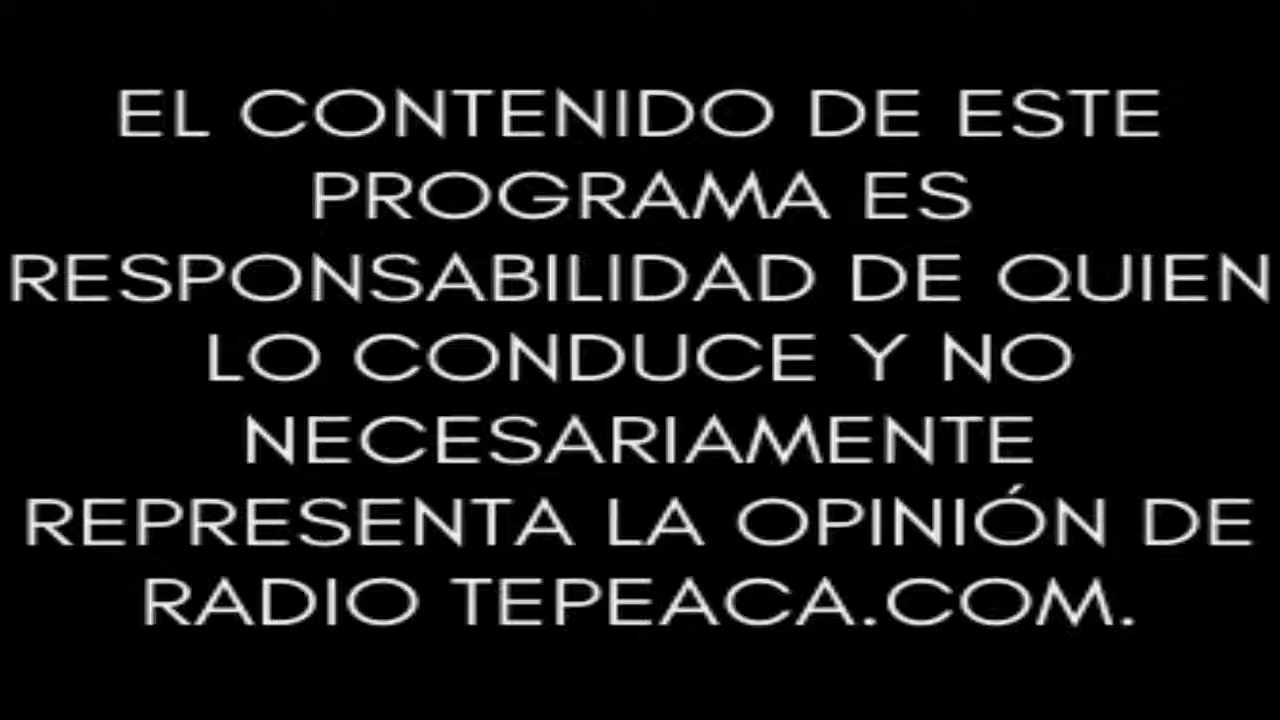 EL CONTENIDO DE ESTE
PROGRAMA ES
RESPONSABILIDAD DE QUIEN
LO CONDUCE Y NO
NECESARIAMENTE
REPRESENTA LA OPINIÓN DE
RADIO TEPEACA.COM.